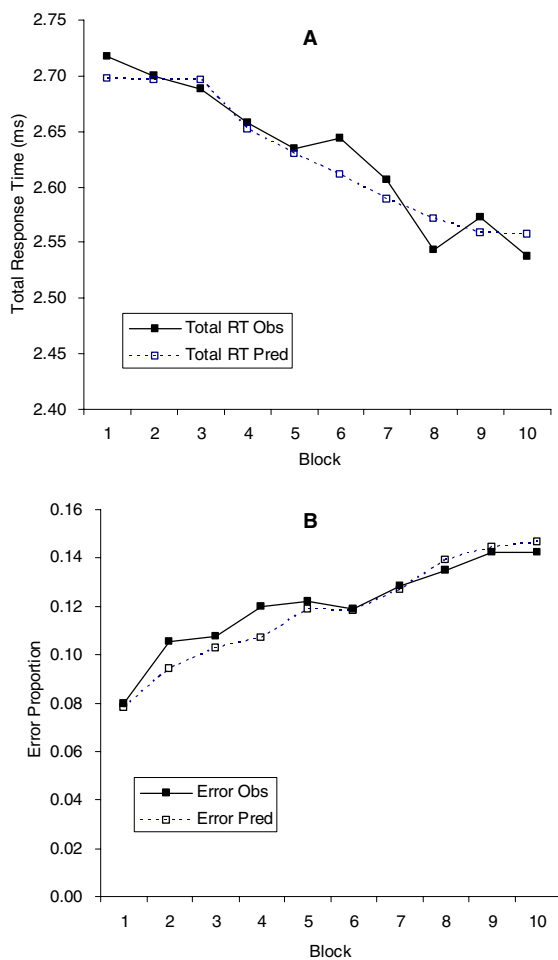 A
Total Response Time (ms)
2.75
2.70
2.65
2.60
2.55
2.50
2.45
2.40
Total RT Obs
Total RT Pred
1 2 3 4 5 6 7 8 9 10
Block
B
Error Proportion
0.16
0.14
0.12
0.10
0.08
0.06
0.04
0.02
0.00
Error Obs
Error Pred
1 2 3 4 5 6 7 8 9 10
Block